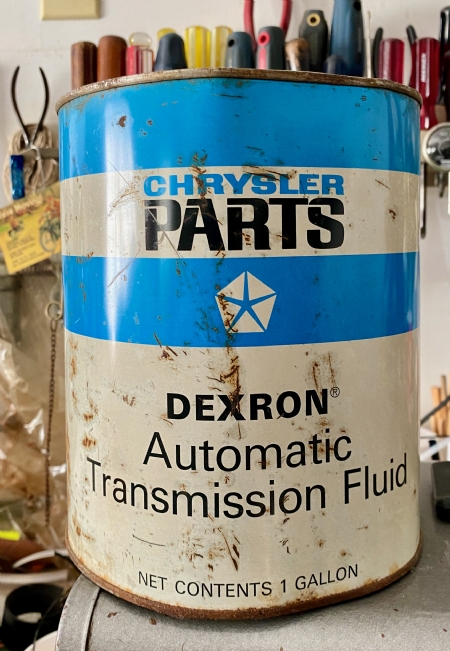 CHRYSLER
PARTS
DEXRON®
Automatic
Transmission Fluid
NET CONTENTS 1 GALLON